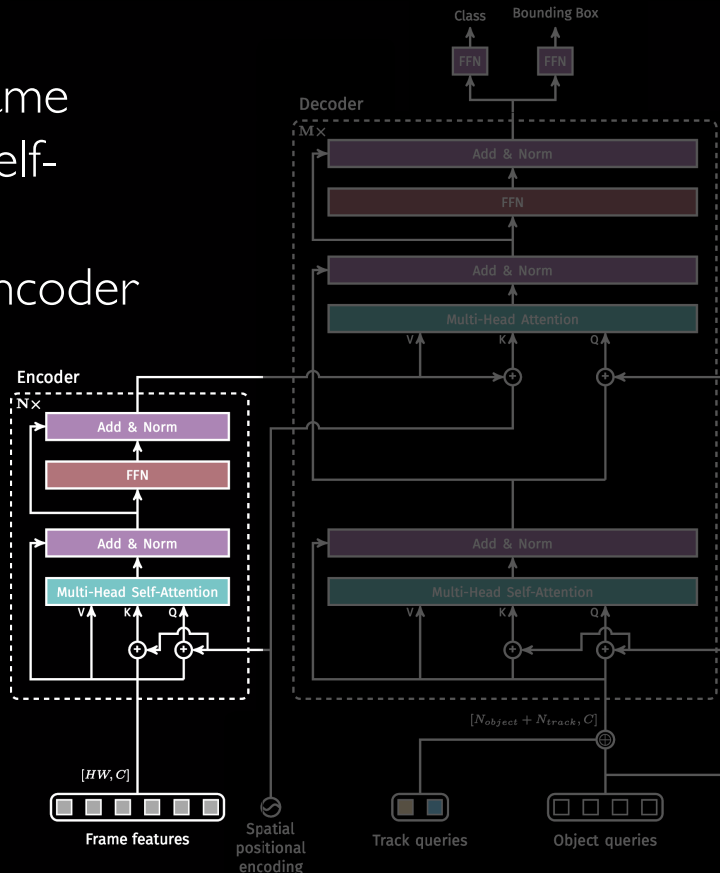 ame
elf-
ncoder
Class Bounding Box
FFN FFN
Decoder
M×
Add & Norm
FFN
Add & Norm
Multi-Head Attention
V K Q
Encoder
N×
Add & Norm
FFN
Add & Norm
Multi-Head Self-Attention
V K Q
Add & Norm
Multi-Head Self-Attention
V K Q
[HW, C]
[N_object + N_track, C]
Frame features
Spatial
positional
encoding
Track queries
Object queries